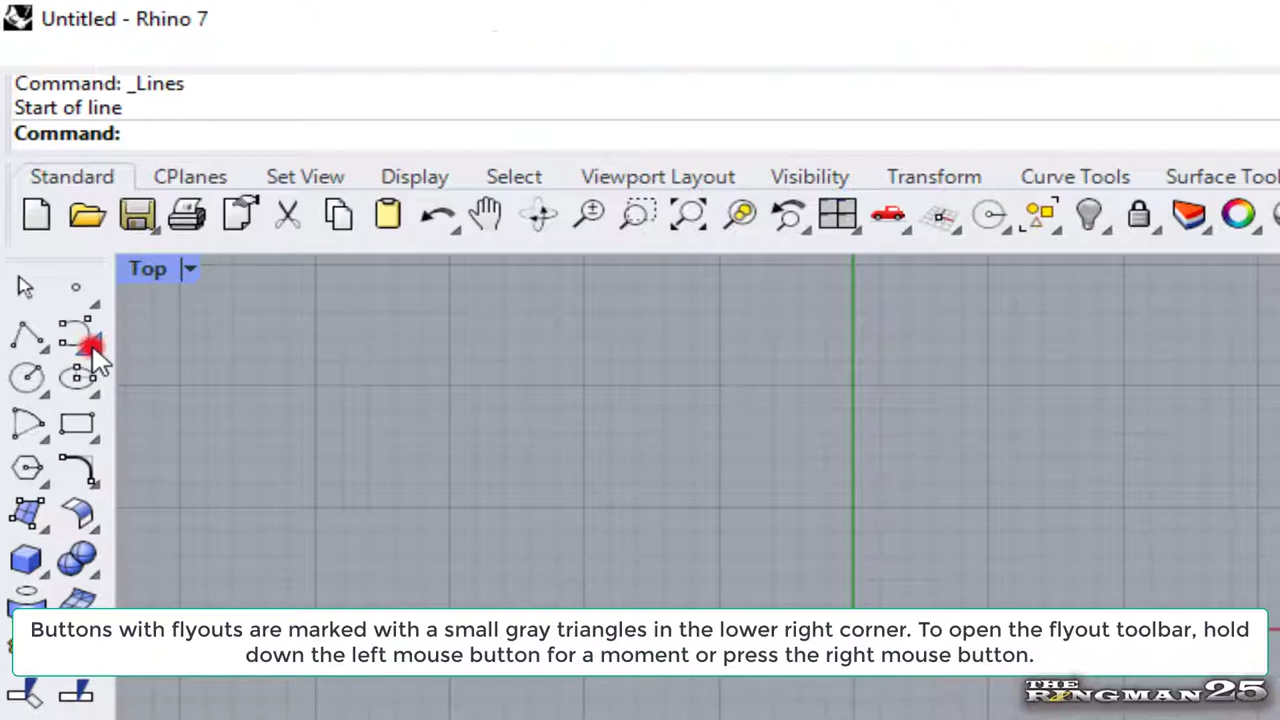 Untitled - Rhino 7
Command: _Lines
Start of line
Command:
Standard CPlanes Set View Display Select Viewport Layout Visibility Transform Curve Tools Surface Tool
Top
Buttons with flyouts are marked with a small gray triangles in the lower right corner. To open the flyout toolbar, hold
down the left mouse button for a moment or press the right mouse button.
THE RINGMAN 25